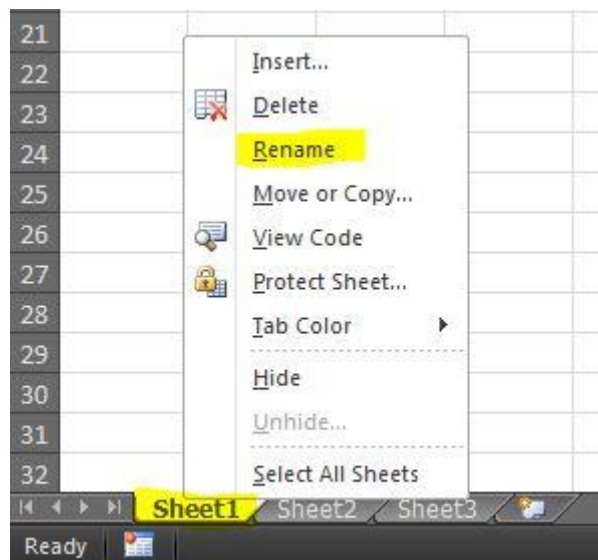 21
22
23
24
25
26
27
28
29
30
31
32
Insert...
Delete
Rename
Move or Copy...
View Code
Protect Sheet...
Tab Color
Hide
Unhide...
Select All Sheets
Sheet1 Sheet2 Sheet3
Ready